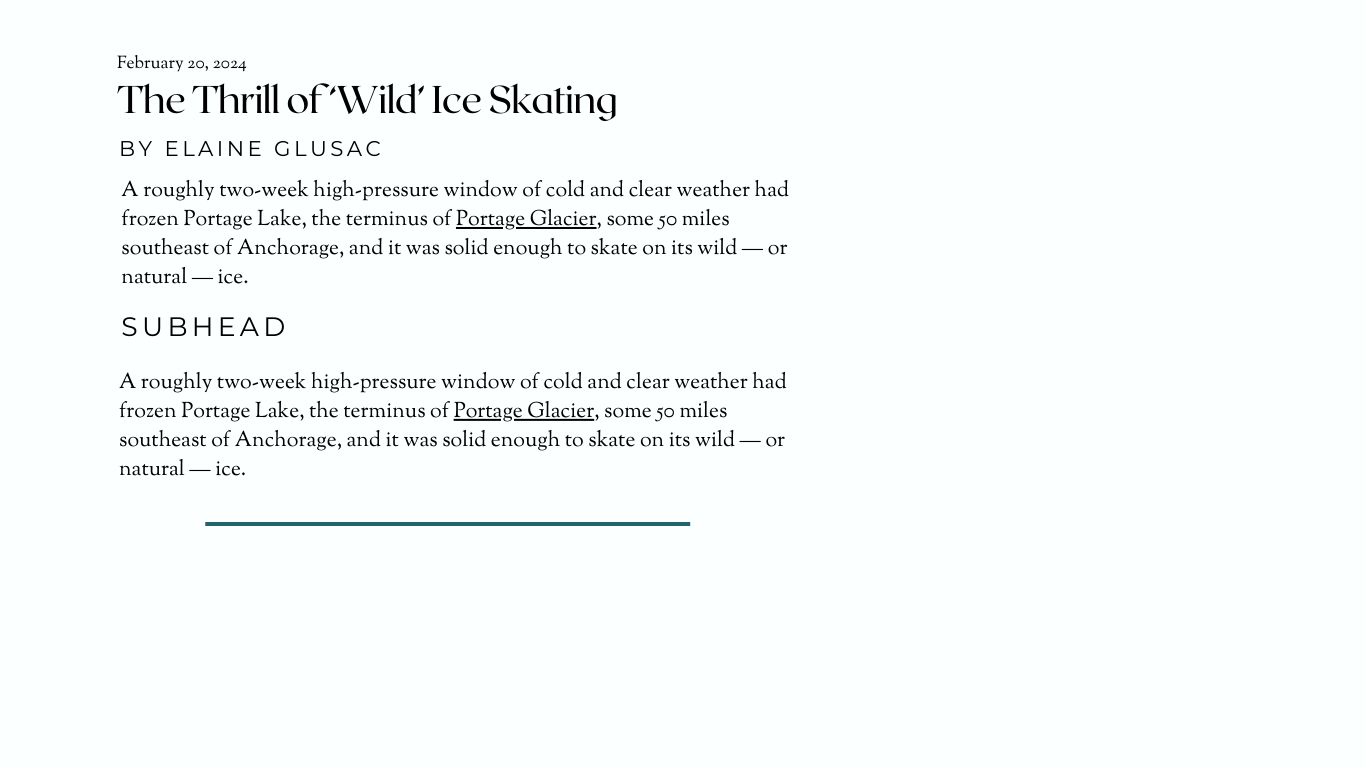 February 20, 2024
The Thrill of ‘Wild’ Ice Skating
BY ELAINE GLUSAC
A roughly two-week high-pressure window of cold and clear weather had
frozen Portage Lake, the terminus of Portage Glacier, some 50 miles
southeast of Anchorage, and it was solid enough to skate on its wild — or
natural — ice.
SUBHEAD
A roughly two-week high-pressure window of cold and clear weather had
frozen Portage Lake, the terminus of Portage Glacier, some 50 miles
southeast of Anchorage, and it was solid enough to skate on its wild — or
natural — ice.